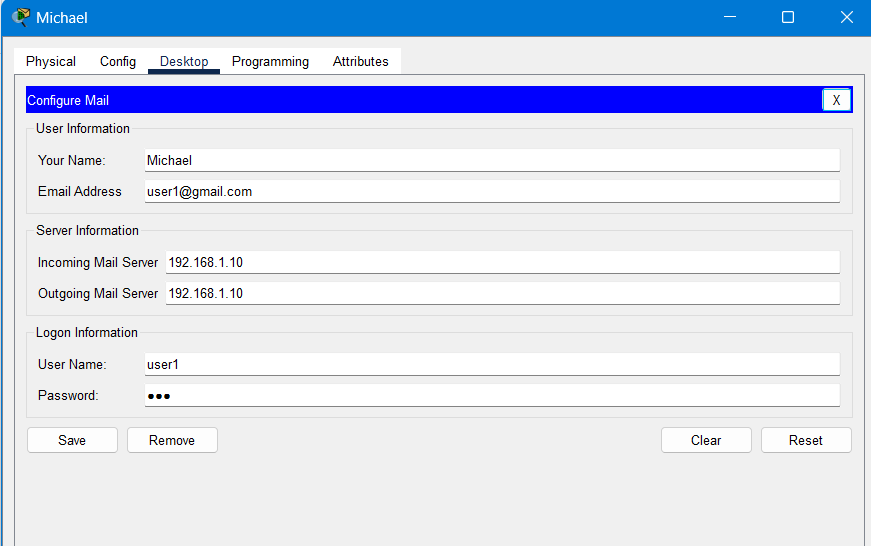 Michael
Physical Config Desktop Programming Attributes
Configure Mail X
User Information
Your Name: Michael
Email Address user1@gmail.com
Server Information
Incoming Mail Server 192.168.1.10
Outgoing Mail Server 192.168.1.10
Logon Information
User Name: user1
Password: ●●●
Save Remove Clear Reset